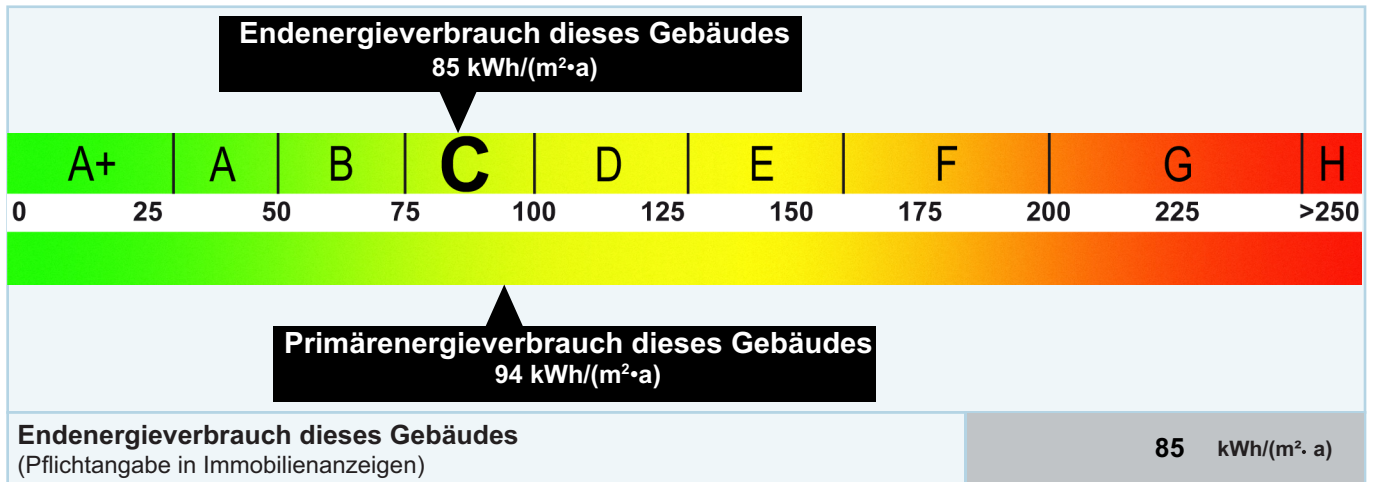 Endenergieverbrauch dieses Gebäudes
85 kWh/(m²•a)
A+ A B C D E F G H
0 25 50 75 100 125 150 175 200 225 >250
Primärenergieverbrauch dieses Gebäudes
94 kWh/(m²•a)
Endenergieverbrauch dieses Gebäudes
(Pflichtangabe in Immobilienanzeigen)
85 kWh/(m²· a)